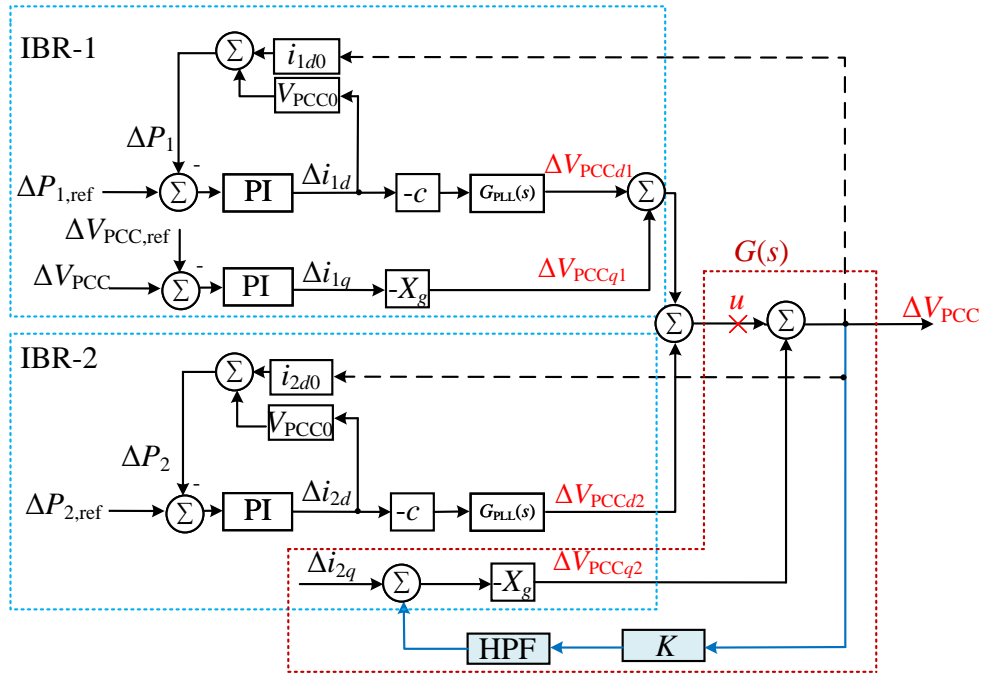 IBR-1
Σ
i1d0
VPCC0
ΔP1
-
ΔP1,ref
Σ
PI
Δi1d
-c
GPLL(s)
ΔVPCCd1
Σ
ΔVPCC,ref
-
ΔVPCC
Σ
PI
Δi1q
-Xg
ΔVPCCq1
G(s)
Σ
u
Σ
ΔVPCC
IBR-2
Σ
i2d0
VPCC0
ΔP2
-
ΔP2,ref
Σ
PI
Δi2d
-c
GPLL(s)
ΔVPCCd2
Δi2q
Σ
-Xg
ΔVPCCq2
HPF
K